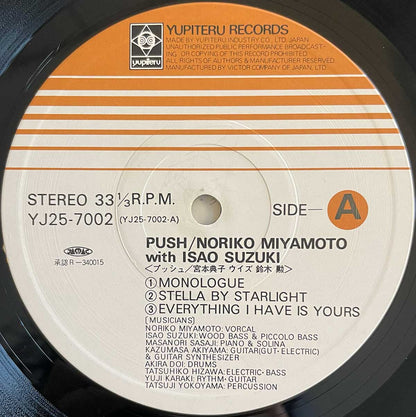 YUPITERU RECORDS
yupiteru
MADE BY YUPITERU INDUSTRY CO., LTD. JAPAN
UNAUTHORIZED PUBLIC PERFORMANCE BROADCAST-
ING OR COPYING OF THIS RECORD IS PROHIBITED
ALL RIGHTS OF AUTHORS & MANUFACTURER RESERVED.
MANUFACTURED BY VICTOR COMPANY OF JAPAN, LTD.
STEREO 33 1/3 R.P.M.
YJ25-7002 (YJ25-7002-A)
SIDE—A
PUSH/NORIKO MIYAMOTO
with ISAO SUZUKI
<プッシュ/宮本典子 ウイズ 鈴木 勲>
①MONOLOGUE
②STELLA BY STARLIGHT
③EVERYTHING I HAVE IS YOURS
[MUSICIANS]
NORIKO MIYAMOTO: VORCAL
ISAO SUZUKI: WOOD BASS & PICCOLO BASS
MASANORI SASAJI: PIANO & SOLINA
KAZUMASA AKIYAMA: GUITAR(GUT-ELECTRIC)
& GUITAR SYNTHESIZER
AKIRA DOI: DRUMS
TATSUHIKO HIZAWA: ELECTRIC-BASS
YUJI KARAKI: RYTHM-GUITAR
TATSUJI YOKOYAMA: PERCUSSION
JASRAC
承認R-340015